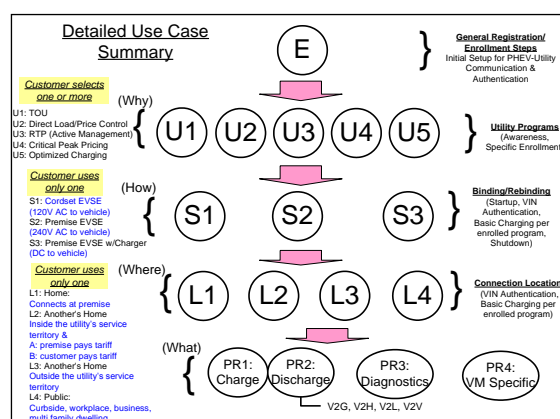 Detailed Use Case
Summary
E
General Registration/
Enrollment Steps
Initial Setup for PHEV-Utility
Communication &
Authentication
Customer selects
one or more
(Why)
U1: TOU
U2: Direct Load/Price Control
U3: RTP (Active Management)
U4: Critical Peak Pricing
U5: Optimized Charging
U1 U2 U3 U4 U5
Utility Programs
(Awareness,
Specific Enrollment)
Customer uses
only one
(How)
S1: Cordset EVSE
(120V AC to vehicle)
S2: Premise EVSE
(240V AC to vehicle)
S3: Premise EVSE w/Charger
(DC to vehicle)
S1 S2 S3
Binding/Rebinding
(Startup, VIN
Authentication,
Basic Charging per
enrolled program,
Shutdown)
Customer uses
only one
(Where)
L1: Home:
Connects at premise
L2: Another's Home
Inside the utility's service
territory &
A: premise pays tariff
B: customer pays tariff
L3: Another's Home
Outside the utility's service
territory
L4: Public:
Curbside, workplace, business,
multi family dwelling
L1 L2 L3 L4
Connection Location
(VIN Authentication,
Basic Charging per
enrolled program)
(What)
PR1:
Charge
PR2:
Discharge
PR3:
Diagnostics
PR4:
VM Specific
V2G, V2H, V2L, V2V